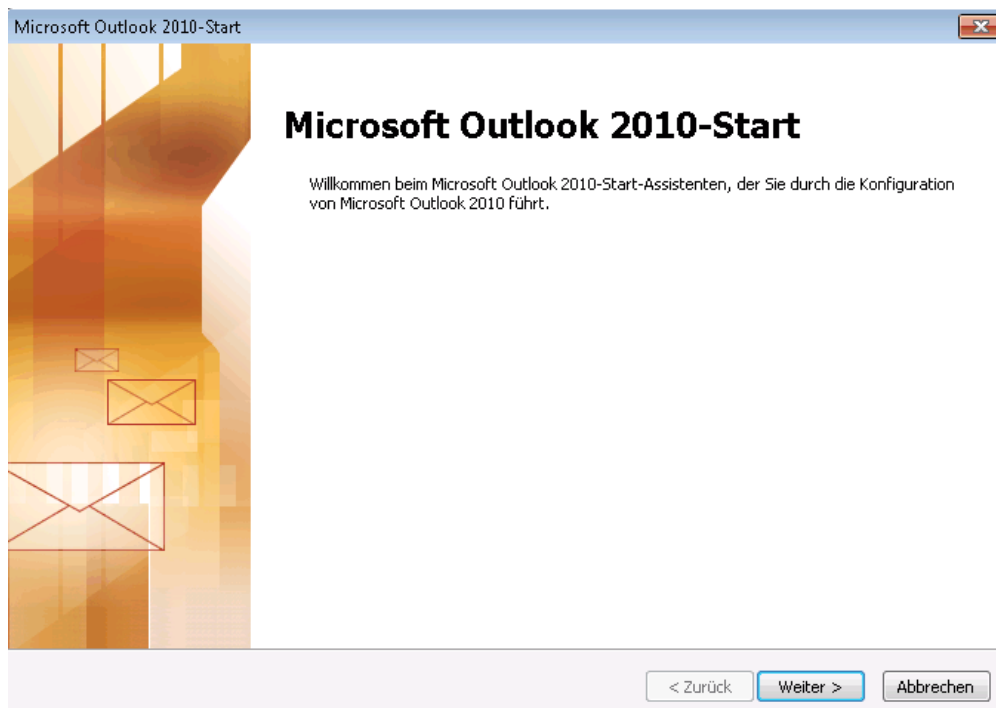 Microsoft Outlook 2010-Start
Microsoft Outlook 2010-Start
Willkommen beim Microsoft Outlook 2010-Start-Assistenten, der Sie durch die Konfiguration
von Microsoft Outlook 2010 führt.
< Zurück Weiter > Abbrechen